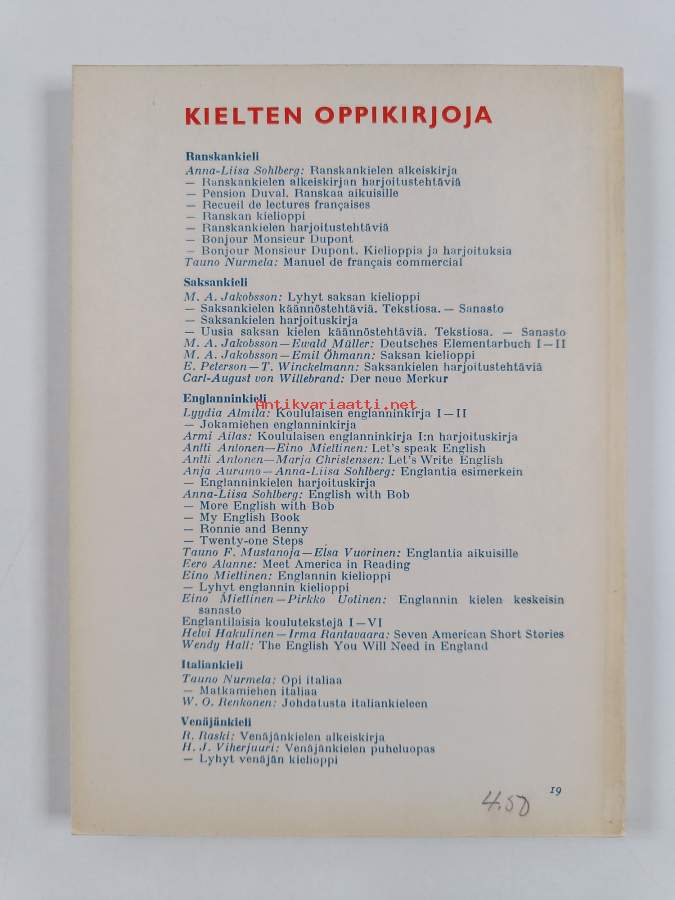 KIELTEN OPPIKIRJOJA
Ranskankieli
Anna-Liisa Sohlberg: Ranskankielen alkeiskirja
— Ranskankielen alkeiskirjan harjoitustehtäviä
— Pension Duval. Ranskaa aikuisille
— Recueil de lectures françaises
— Ranskan kielioppi
— Ranskankielen harjoitustehtäviä
— Bonjour Monsieur Dupont
— Bonjour Monsieur Dupont. Kielioppia ja harjoituksia
Tauno Nurmela: Manuel de français commercial
Saksankieli
M. A. Jakobsson: Lyhyt saksan kielioppi
— Saksankielen käännöstehtäviä. Tekstiosa. — Sanasto
— Saksankielen harjoituskirja
— Uusia saksan kielen käännöstehtäviä. Tekstiosa. — Sanasto
M. A. Jakobsson—Ewald Müller: Deutsches Elementarbuch I—II
M. A. Jakobsson—Emil Öhmann: Saksan kielioppi
E. Peterson—T. Winckelmann: Saksankielen harjoitustehtäviä
Carl-August von Willebrand: Der neue Merkur
Englanninkieli
Antikvariaatti.net
Lyydia Almila: Koululaisen englanninkirja I—II
— Jokamiehen englanninkirja
Armi Ailas: Koululaisen englanninkirja I:n harjoituskirja
Antti Antonen—Eino Miettinen: Let's speak English
Antti Antonen—Marja Christensen: Let's Write English
Anja Auramo—Anna-Liisa Sohlberg: Englantia esimerkein
— Englanninkielen harjoituskirja
Anna-Liisa Sohlberg: English with Bob
— More English with Bob
— My English Book
— Ronnie and Benny
— Twenty-one Steps
Tauno F. Mustanoja—Elsa Vuorinen: Englantia aikuisille
Eero Alanne: Meet America in Reading
Eino Miettinen: Englannin kielioppi
— Lyhyt englannin kielioppi
Eino Miettinen—Pirkko Uotinen: Englannin kielen keskeisin
sanasto
Englantilaisia koulutekstejä I—VI
Helvi Hakulinen—Irma Rantavaara: Seven American Short Stories
Wendy Hall: The English You Will Need in England
Italiankieli
Tauno Nurmela: Opi italiaa
— Matkamiehen italiaa
W. O. Renkonen: Johdatusta italiankieleen
Venäjänkieli
R. Raski: Venäjänkielen alkeiskirja
H. J. Viherjuuri: Venäjänkielen puheluopas
— Lyhyt venäjän kielioppi
19
4.50